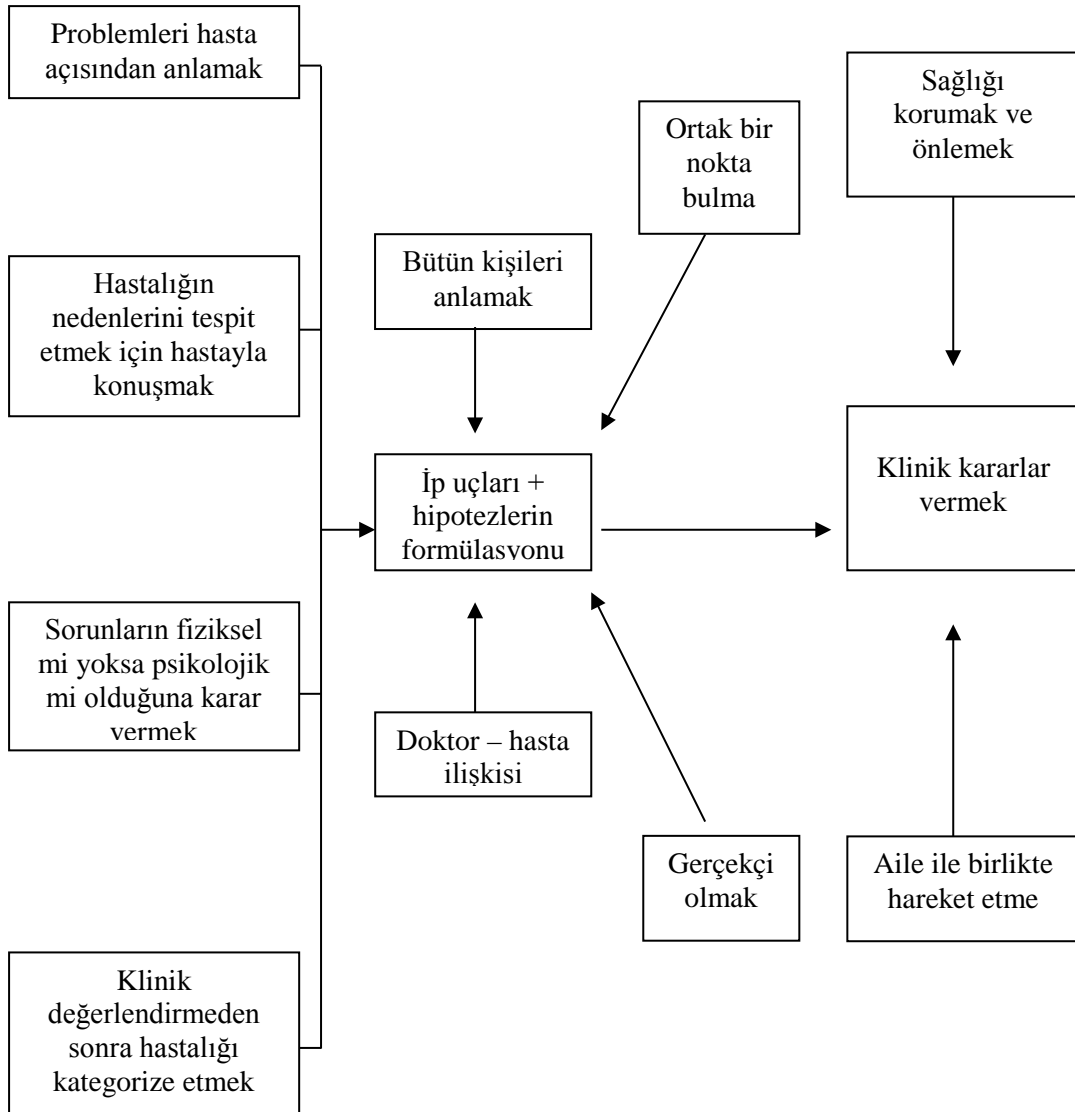 Problemleri hasta
açısından anlamak
Sağlığı
korumak ve
önlemek
Ortak bir
nokta
bulma
Bütün kişileri
anlamak
Hastalığın
nedenlerini tespit
etmek için hastayla
konuşmak
İp uçları +
hipotezlerin
formülasyonu
Klinik kararlar
vermek
Sorunların fiziksel
mi yoksa psikolojik
mi olduğuna karar
vermek
Doktor – hasta
ilişkisi
Gerçekçi
olmak
Aile ile birlikte
hareket etme
Klinik
değerlendirmeden
sonra hastalığı
kategorize etmek